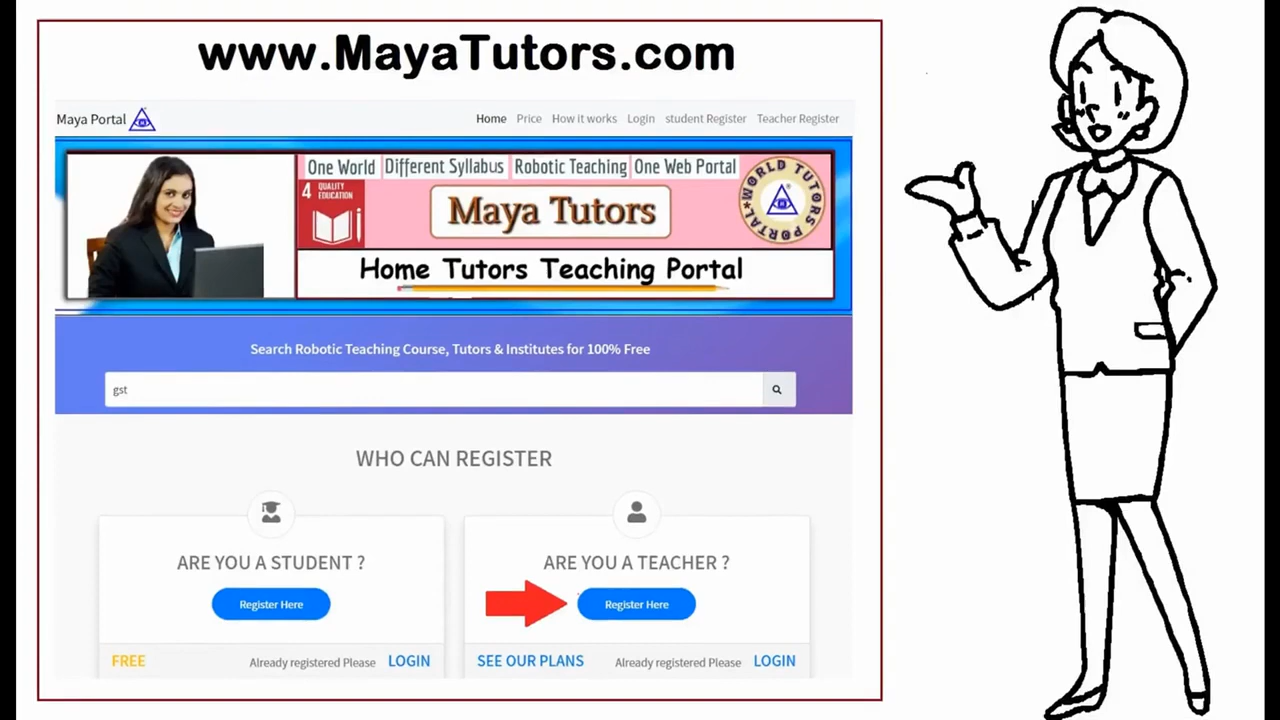 www.MayaTutors.com
Maya Portal
Home Price How it works Login student Register Teacher Register
One World Different Syllabus Robotic Teaching One Web Portal
4 QUALITY
EDUCATION
Maya Tutors
WORLD TUTORS PORTAL
Home Tutors Teaching Portal
Search Robotic Teaching Course, Tutors & Institutes for 100% Free
gst
WHO CAN REGISTER
ARE YOU A STUDENT ?
Register Here
FREE Already registered Please LOGIN
ARE YOU A TEACHER ?
Register Here
SEE OUR PLANS Already registered Please LOGIN